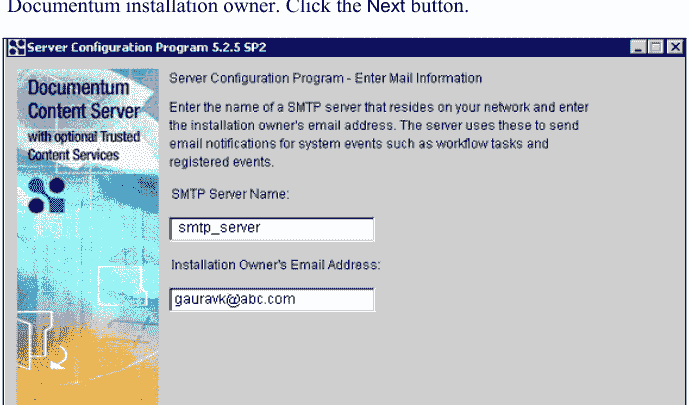 Documentum installation owner. Click the Next button.
Server Configuration Program 5.2.5 SP2
Documentum
Content Server
with optional Trusted
Content Services
Server Configuration Program - Enter Mail Information
Enter the name of a SMTP server that resides on your network and enter
the installation owner's email address. The server uses these to send
email notifications for system events such as workflow tasks and
registered events.
SMTP Server Name:
smtp_server
Installation Owner's Email Address:
gauravk@abc.com